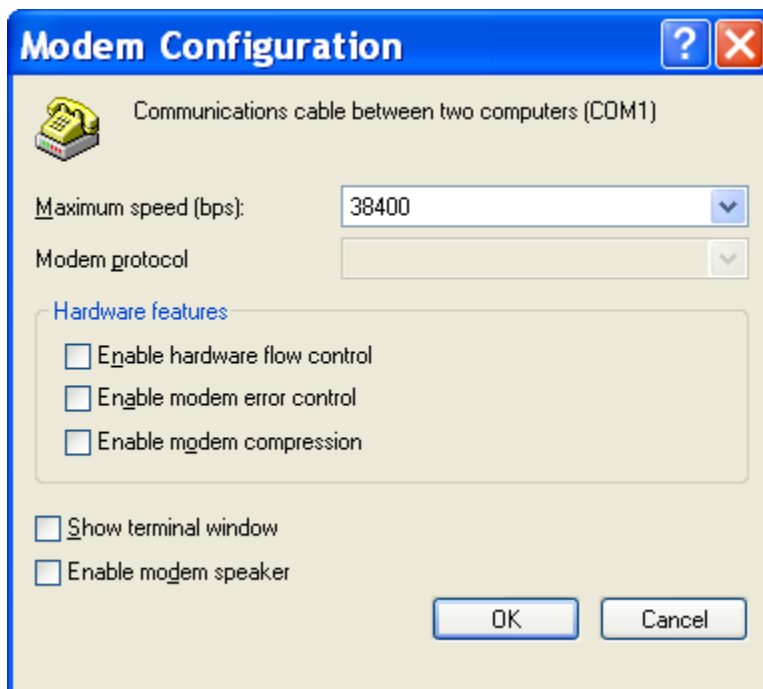 Modem Configuration
Communications cable between two computers (COM1)
Maximum speed (bps): 38400
Modem protocol
Hardware features
Enable hardware flow control
Enable modem error control
Enable modem compression
Show terminal window
Enable modem speaker
OK Cancel